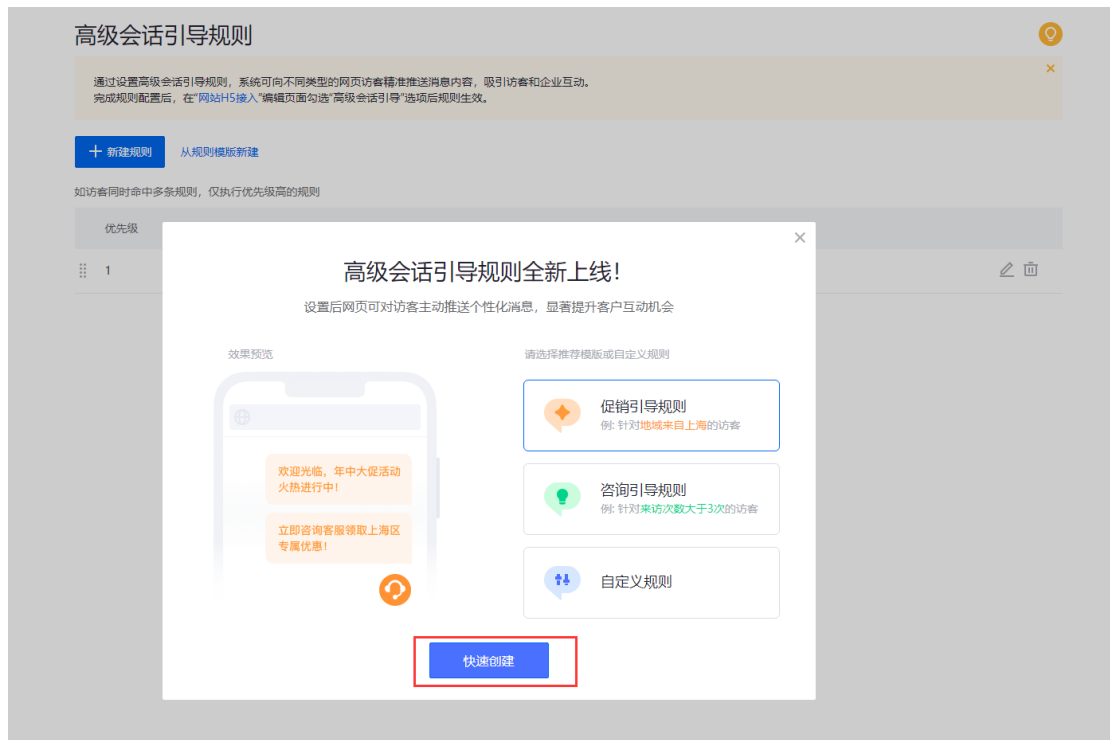 高级会话引导规则
通过设置高级会话引导规则，系统可向不同类型的网页访客精准推送消息内容，吸引访客和企业互动。
完成规则配置后，在“网站H5接入”编辑页面勾选“高级会话引导”选项后规则生效。
新建规则 从规则模版新建
如访客同时命中多条规则，仅执行优先级高的规则
优先级
1
高级会话引导规则全新上线！
设置后网页可对访客主动推送个性化消息，显著提升客户互动机会
效果预览
欢迎光临，年中大促活动
火热进行中！
立即咨询客服领取上海区
专属优惠！
请选择推荐模版或自定义规则
促销引导规则
例: 针对地域来自上海的访客
咨询引导规则
例: 针对来访次数大于3次的访客
自定义规则
快速创建